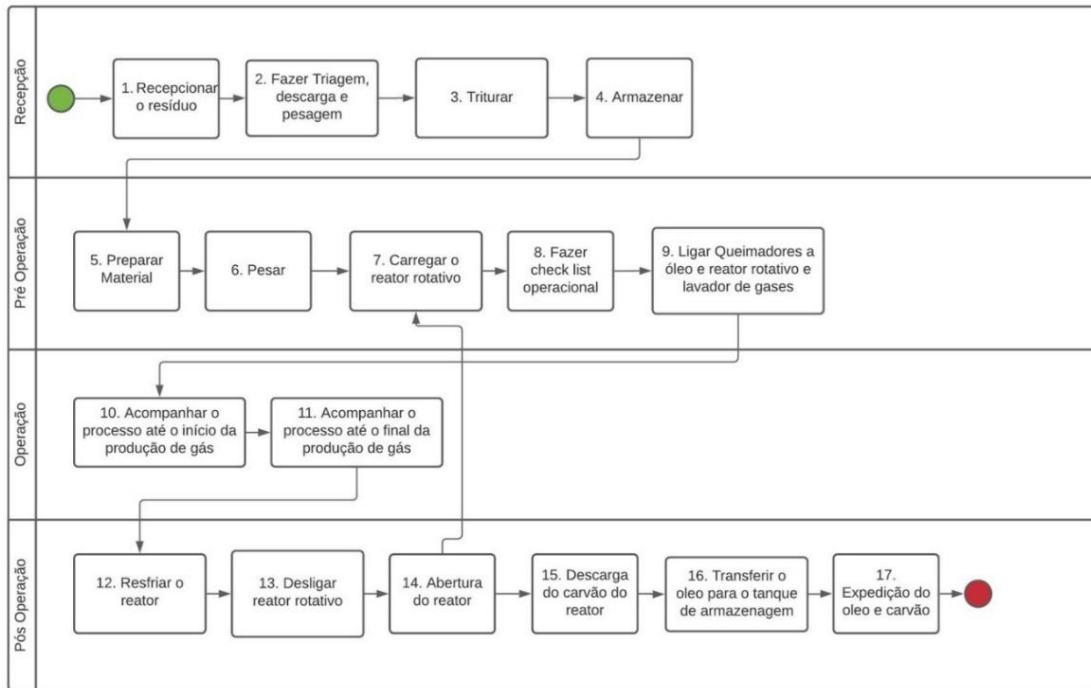 Recepção
1. Recepcionar
o resíduo
2. Fazer Triagem,
descarga e
pesagem
3. Triturar
4. Armazenar
Pré Operação
5. Preparar
Material
6. Pesar
7. Carregar o
reator rotativo
8. Fazer
check list
operacional
9. Ligar Queimadores a
óleo e reator rotativo e
lavador de gases
Operação
10. Acompanhar o
processo até o início da
produção de gás
11. Acompanhar o
processo até o final da
produção de gás
Pós Operação
12. Resfriar o
reator
13. Desligar
reator rotativo
14. Abertura
do reator
15. Descarga
do carvão do
reator
16. Transferir o
oleo para o tanque
de armazenagem
17.
Expedição do
oleo e carvão